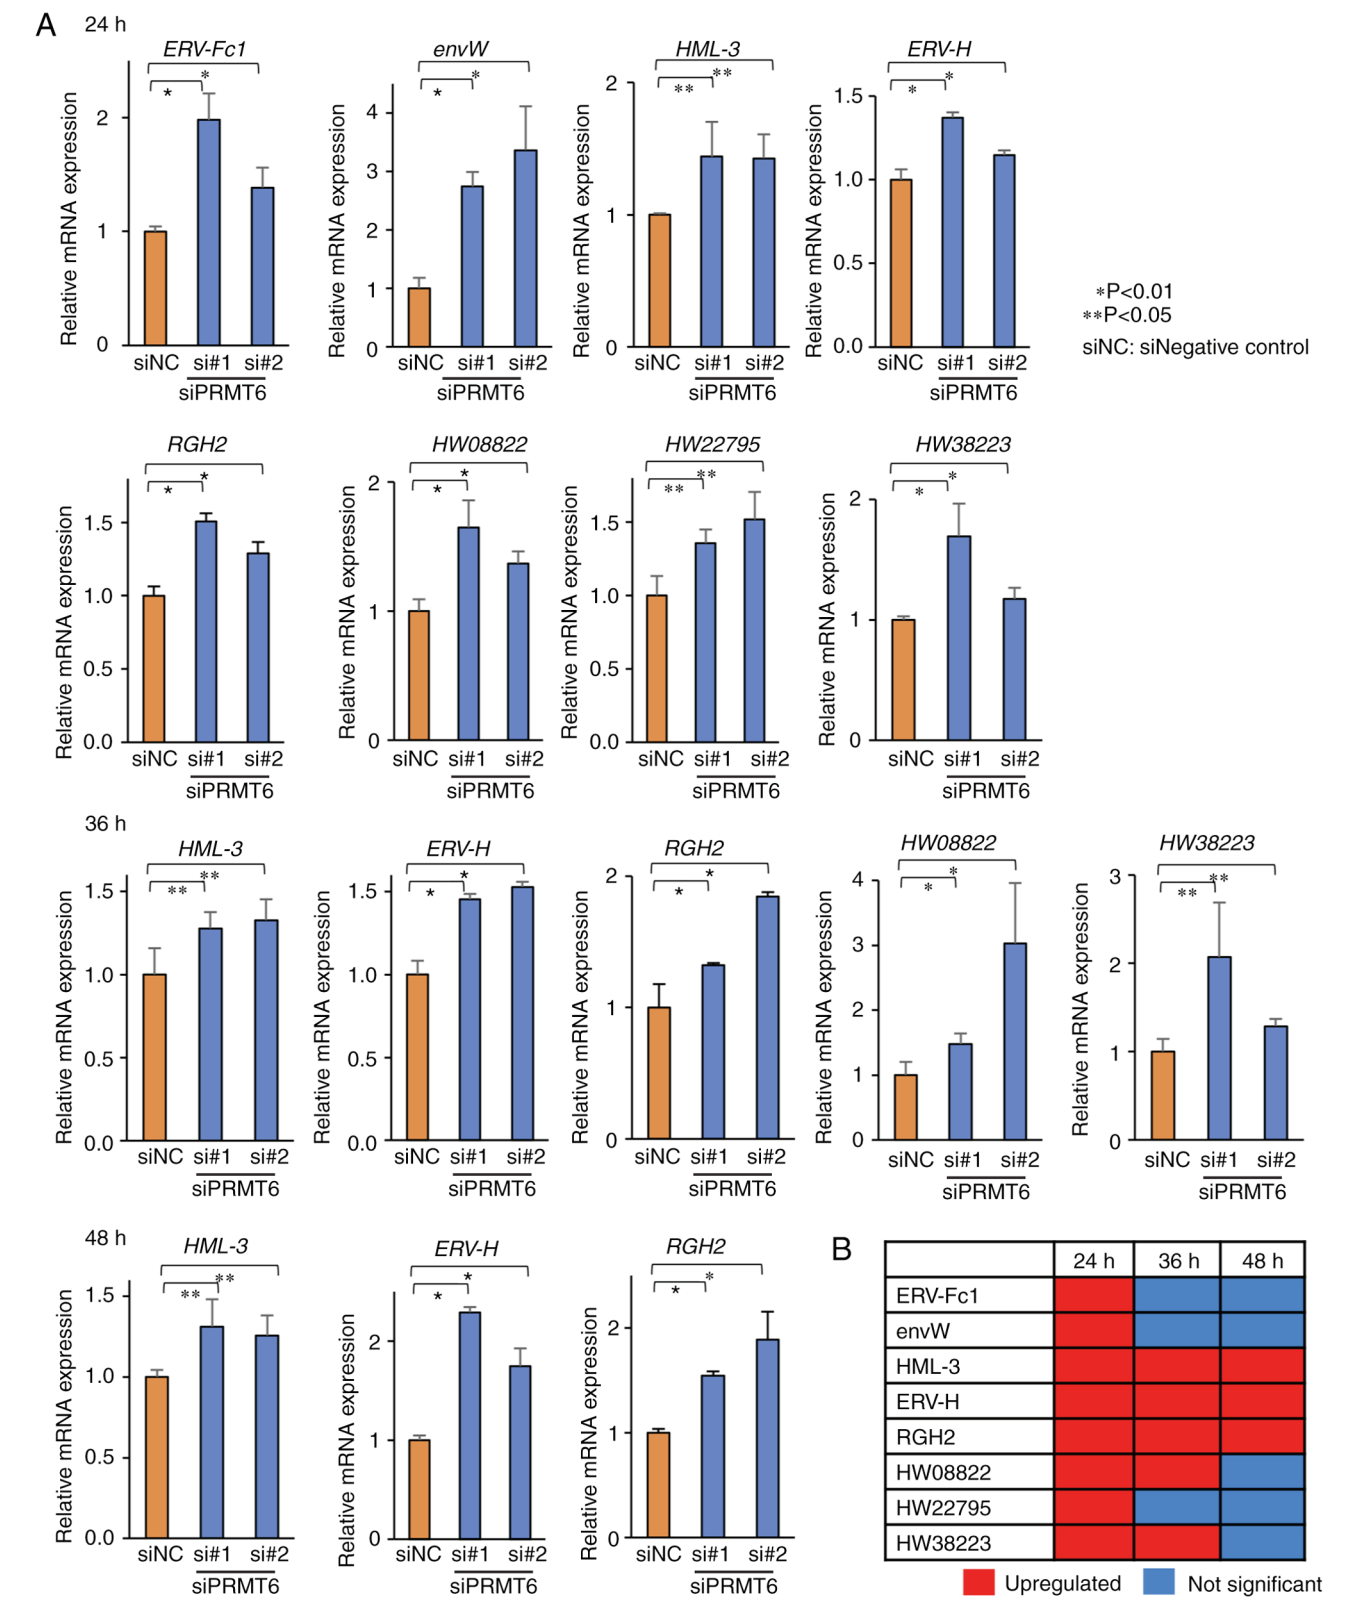 A
24 h
ERV-Fc1
envW
HML-3
ERV-H
* *
* *
** **
* *
Relative mRNA expression
2
1
0
siNC si#1 si#2
siPRMT6
Relative mRNA expression
4
3
2
1
0
siNC si#1 si#2
siPRMT6
Relative mRNA expression
2
1
0
siNC si#1 si#2
siPRMT6
Relative mRNA expression
1.5
1.0
0.5
0.0
siNC si#1 si#2
siPRMT6
*P<0.01
**P<0.05
siNC: siNegative control
RGH2
HW08822
HW22795
HW38223
* *
* *
** **
* *
Relative mRNA expression
1.5
1.0
0.5
0.0
siNC si#1 si#2
siPRMT6
Relative mRNA expression
2
1
0
siNC si#1 si#2
siPRMT6
Relative mRNA expression
1.5
1.0
0.5
0.0
siNC si#1 si#2
siPRMT6
Relative mRNA expression
2
1
0
siNC si#1 si#2
siPRMT6
36 h
HML-3
ERV-H
RGH2
HW08822
HW38223
** **
* *
* *
* *
** **
Relative mRNA expression
1.5
1.0
0.5
0.0
siNC si#1 si#2
siPRMT6
Relative mRNA expression
1.5
1.0
0.5
0.0
siNC si#1 si#2
siPRMT6
Relative mRNA expression
2
1
0
siNC si#1 si#2
siPRMT6
Relative mRNA expression
4
3
2
1
0
siNC si#1 si#2
siPRMT6
Relative mRNA expression
3
2
1
0
siNC si#1 si#2
siPRMT6
48 h
HML-3
ERV-H
RGH2
** **
* *
* *
Relative mRNA expression
1.5
1.0
0.5
0.0
siNC si#1 si#2
siPRMT6
Relative mRNA expression
2
1
0
siNC si#1 si#2
siPRMT6
Relative mRNA expression
2
1
0
siNC si#1 si#2
siPRMT6
B
24 h 36 h 48 h
ERV-Fc1
envW
HML-3
ERV-H
RGH2
HW08822
HW22795
HW38223
Upregulated Not significant